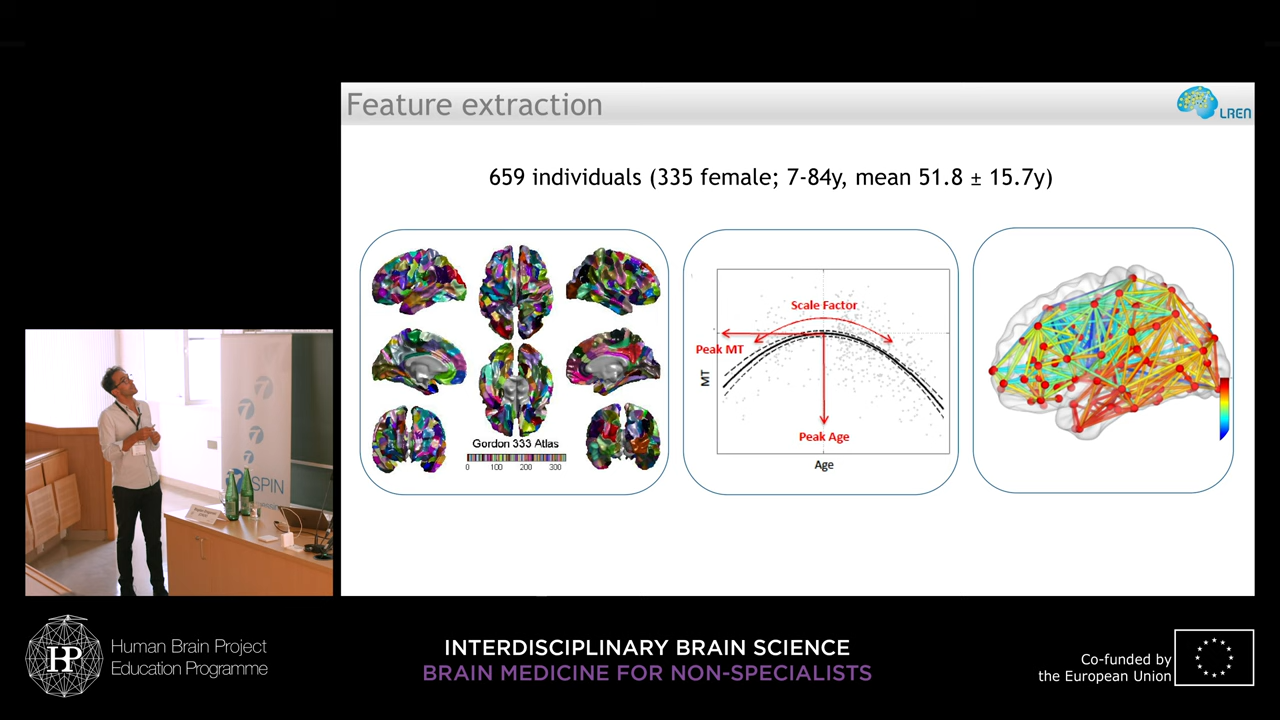 Feature extraction
LREN
659 individuals (335 female; 7-84y, mean 51.8 ± 15.7y)
Gordon 333 Atlas
0 100 200 300
Scale Factor
Peak MT
MT
Peak Age
Age
SPIN
HP
Human Brain Project
Education Programme
INTERDISCIPLINARY BRAIN SCIENCE
BRAIN MEDICINE FOR NON-SPECIALISTS
Co-funded by
the European Union